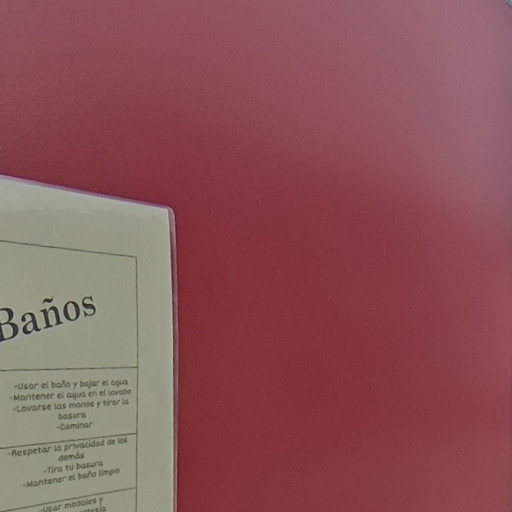 Baños
-Usar el baño y bajar el agua
-Mantener el agua en el lavabo
-Lavarse las manos y tirar la
basura
-Caminar
-Respetar la privacidad de los
demás
-Tira tu basura
-Mantener el baño limpio
-Usar modales y